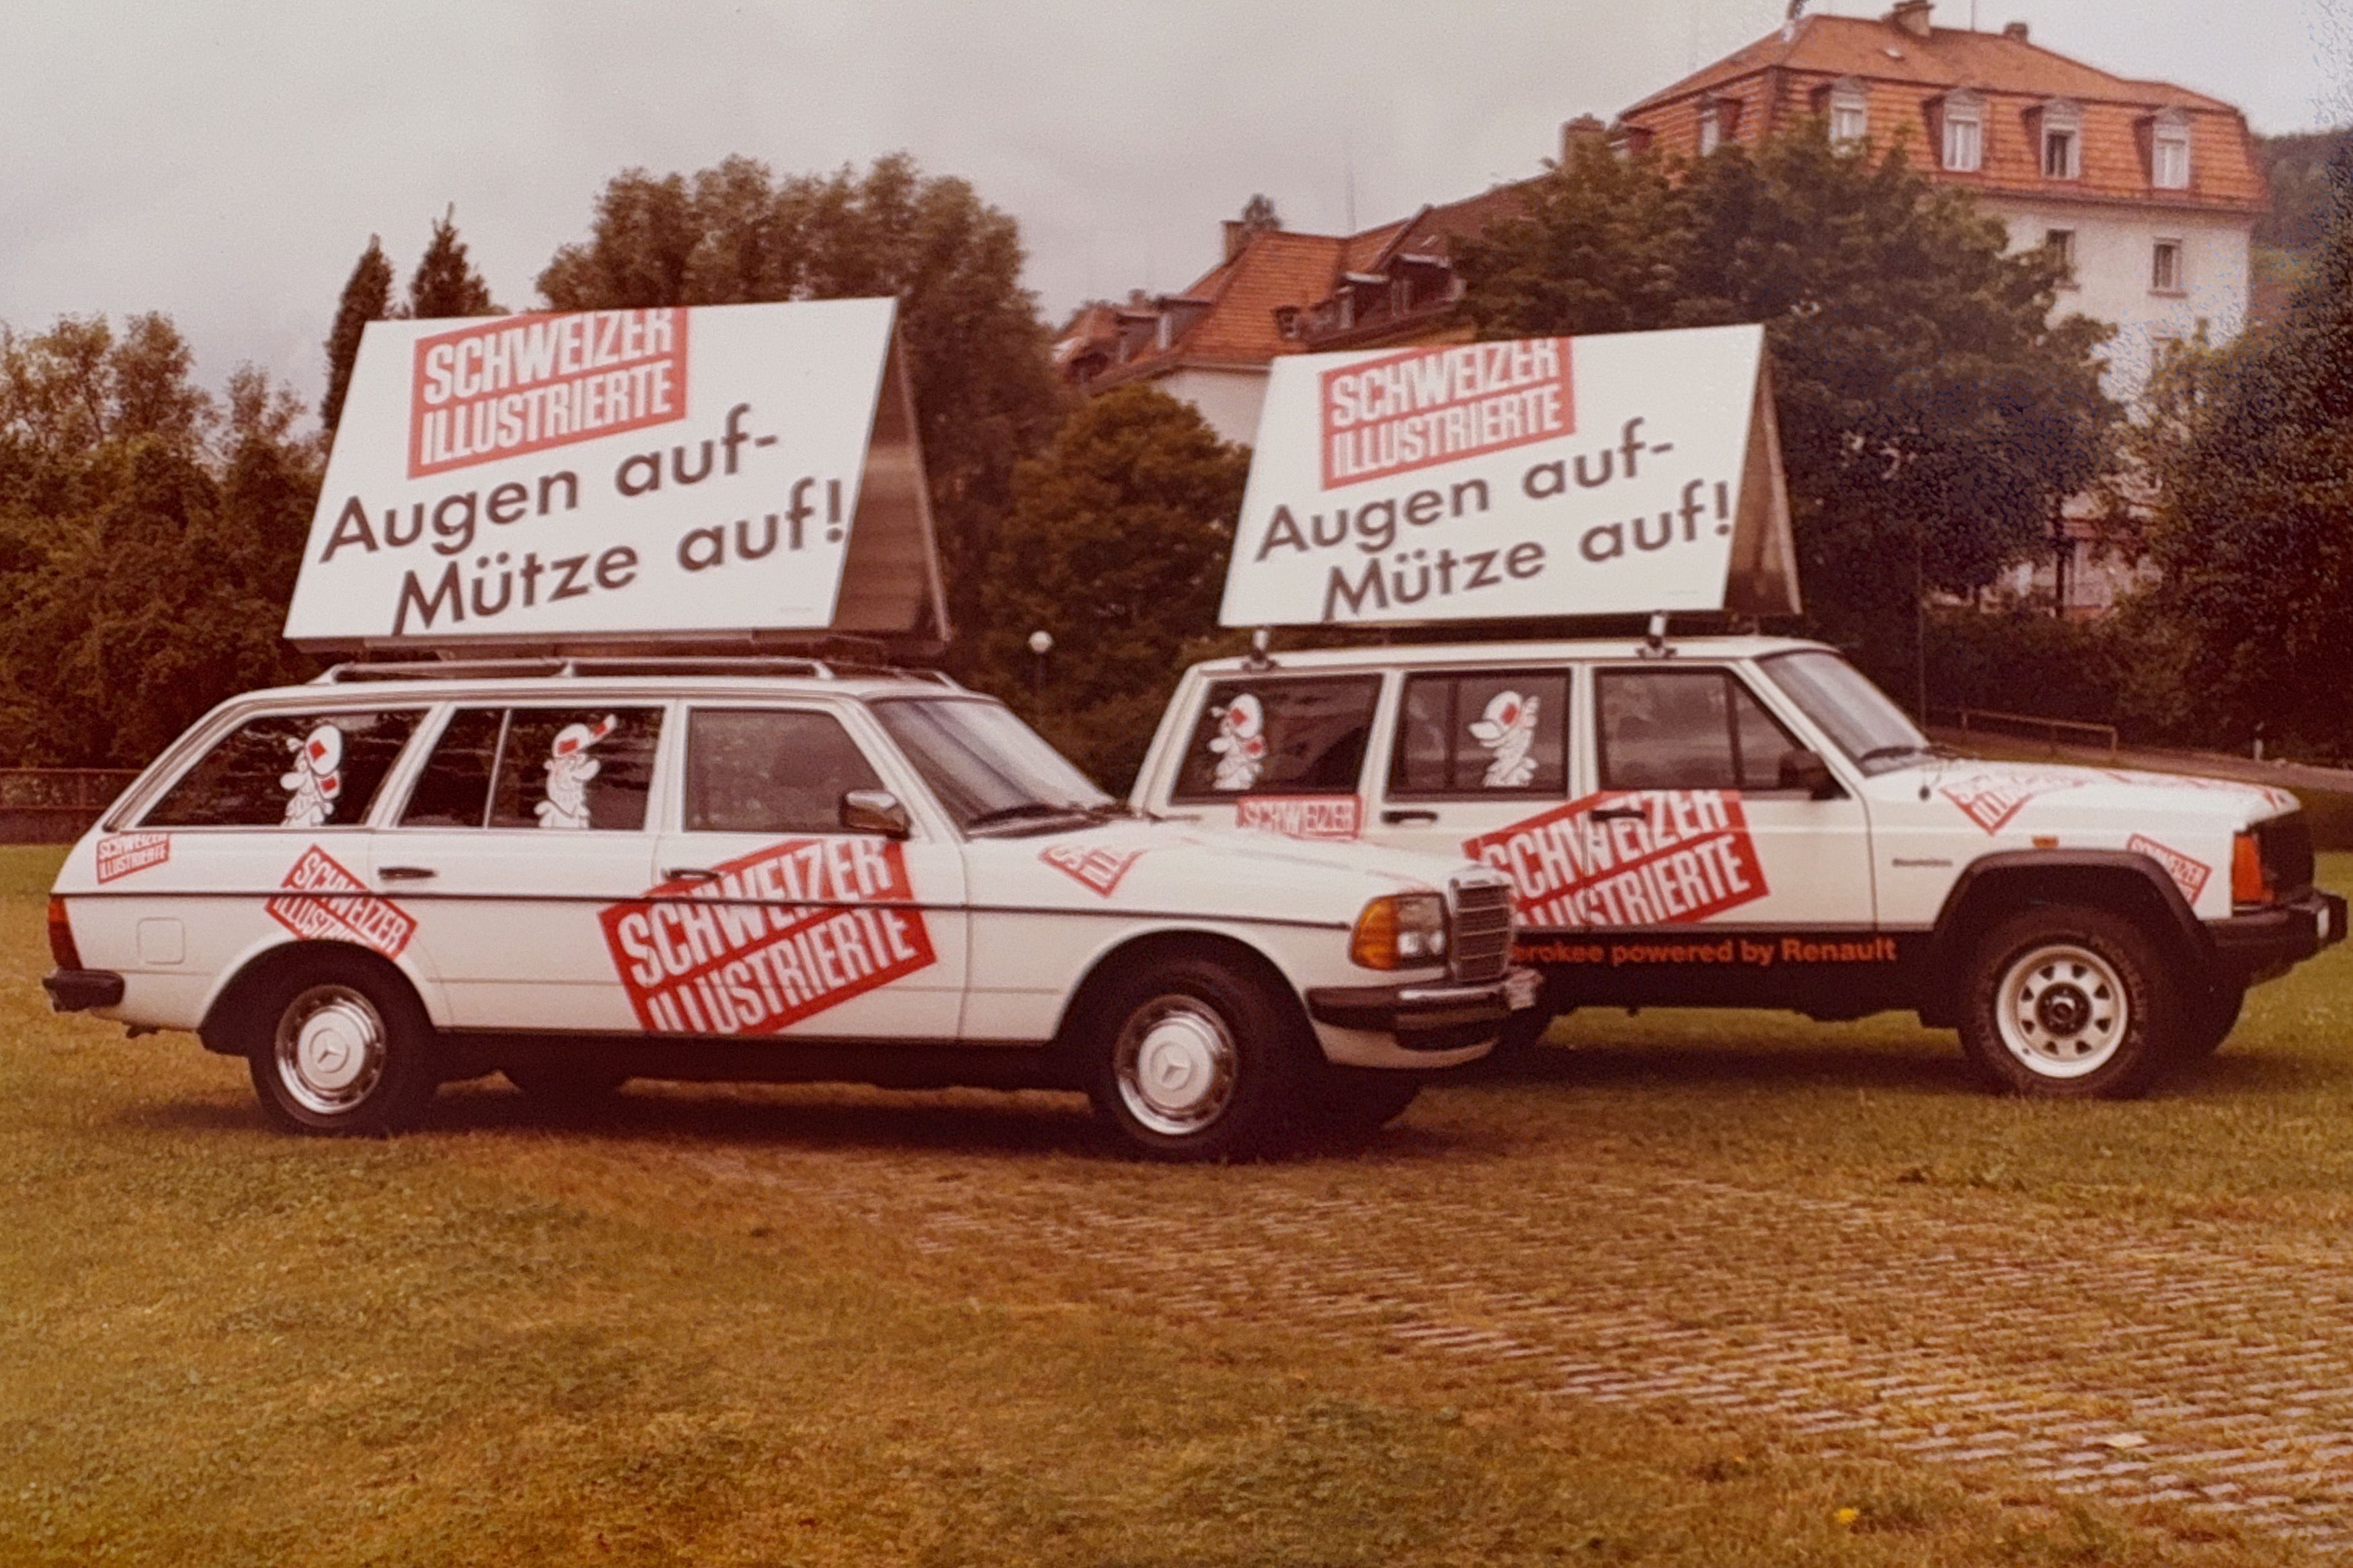 SCHWEIZER
ILLUSTRIERTE
Augen auf-
Mütze auf!
SCHWEIZER
ILLUSTRIERTE
Augen auf-
Mütze auf!
SCHWEIZER
ILLUSTRIERTE
SCHWEIZER
ILLUSTRIERTE
SCHWEIZER
ILLUSTRIERTE
SCHWEIZER
SCHWEIZER
ILLUSTRIERTE
erokee powered by Renault
SCHWEIZER